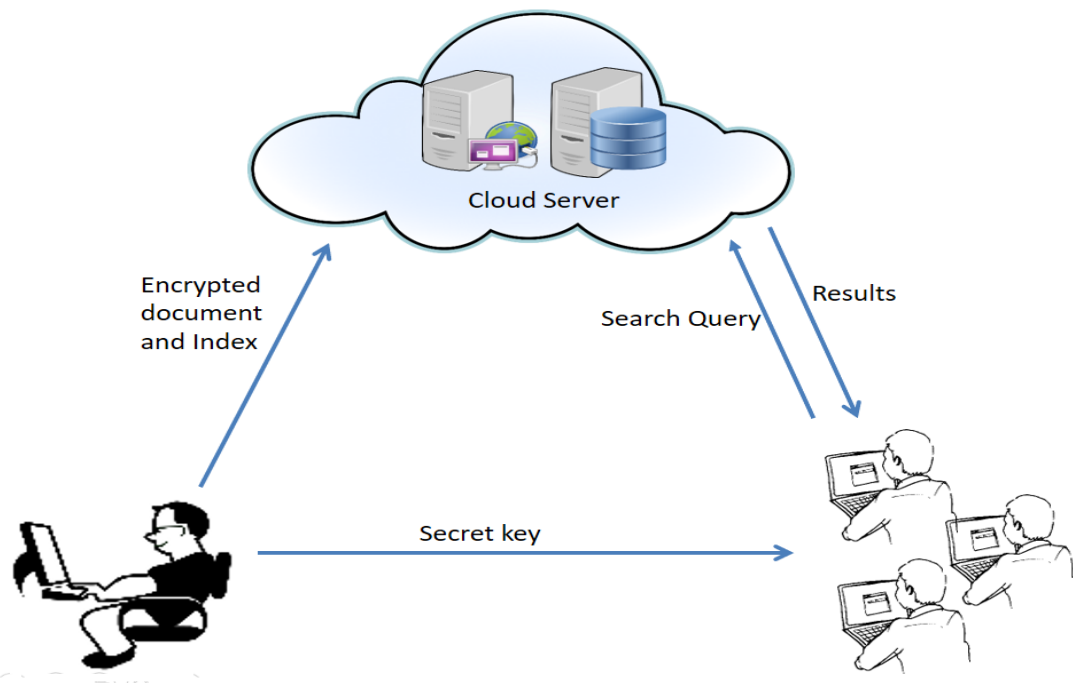 Cloud Server
Encrypted
document
and Index
Search Query
Results
Secret key